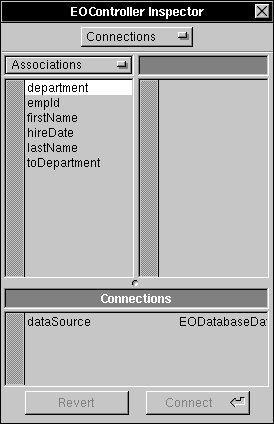 EOController Inspector
Connections
Associations
department
empId
firstName
hireDate
lastName
toDepartment
Connections
dataSource EODatabaseDa
Revert Connect